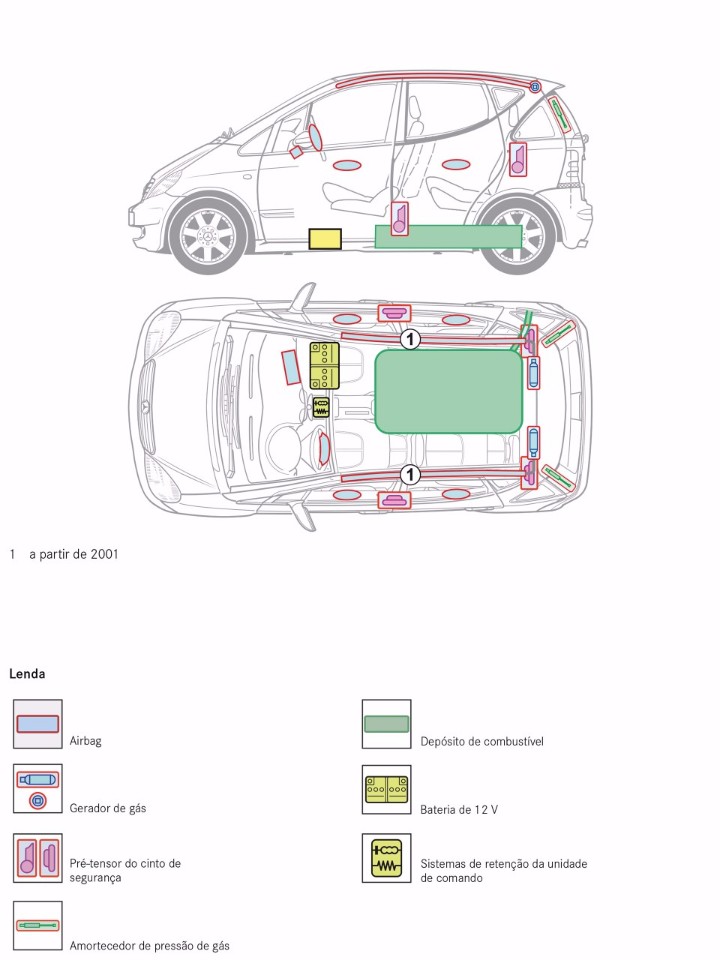 1
1
1 a partir de 2001
Lenda
Airbag
Depósito de combustível
Gerador de gás
Bateria de 12 V
Pré-tensor do cinto de
segurança
Sistemas de retenção da unidade
de comando
Amortecedor de pressão de gás